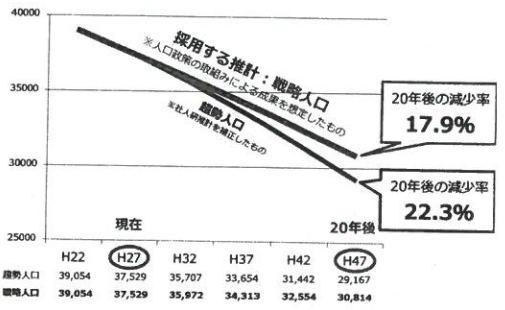 40000
35000
30000
25000
採用する推計：戦略人口
※人口政策の取組みによる成果を想定したもの
趨勢人口
※社人研推計を補正したもの
20年後の減少率
17.9%
20年後の減少率
22.3%
現在
20年後
H22 H27 H32 H37 H42 H47
趨勢人口 39,054 37,529 35,707 33,654 31,442 29,167
戦略人口 39,054 37,529 35,972 34,313 32,554 30,814